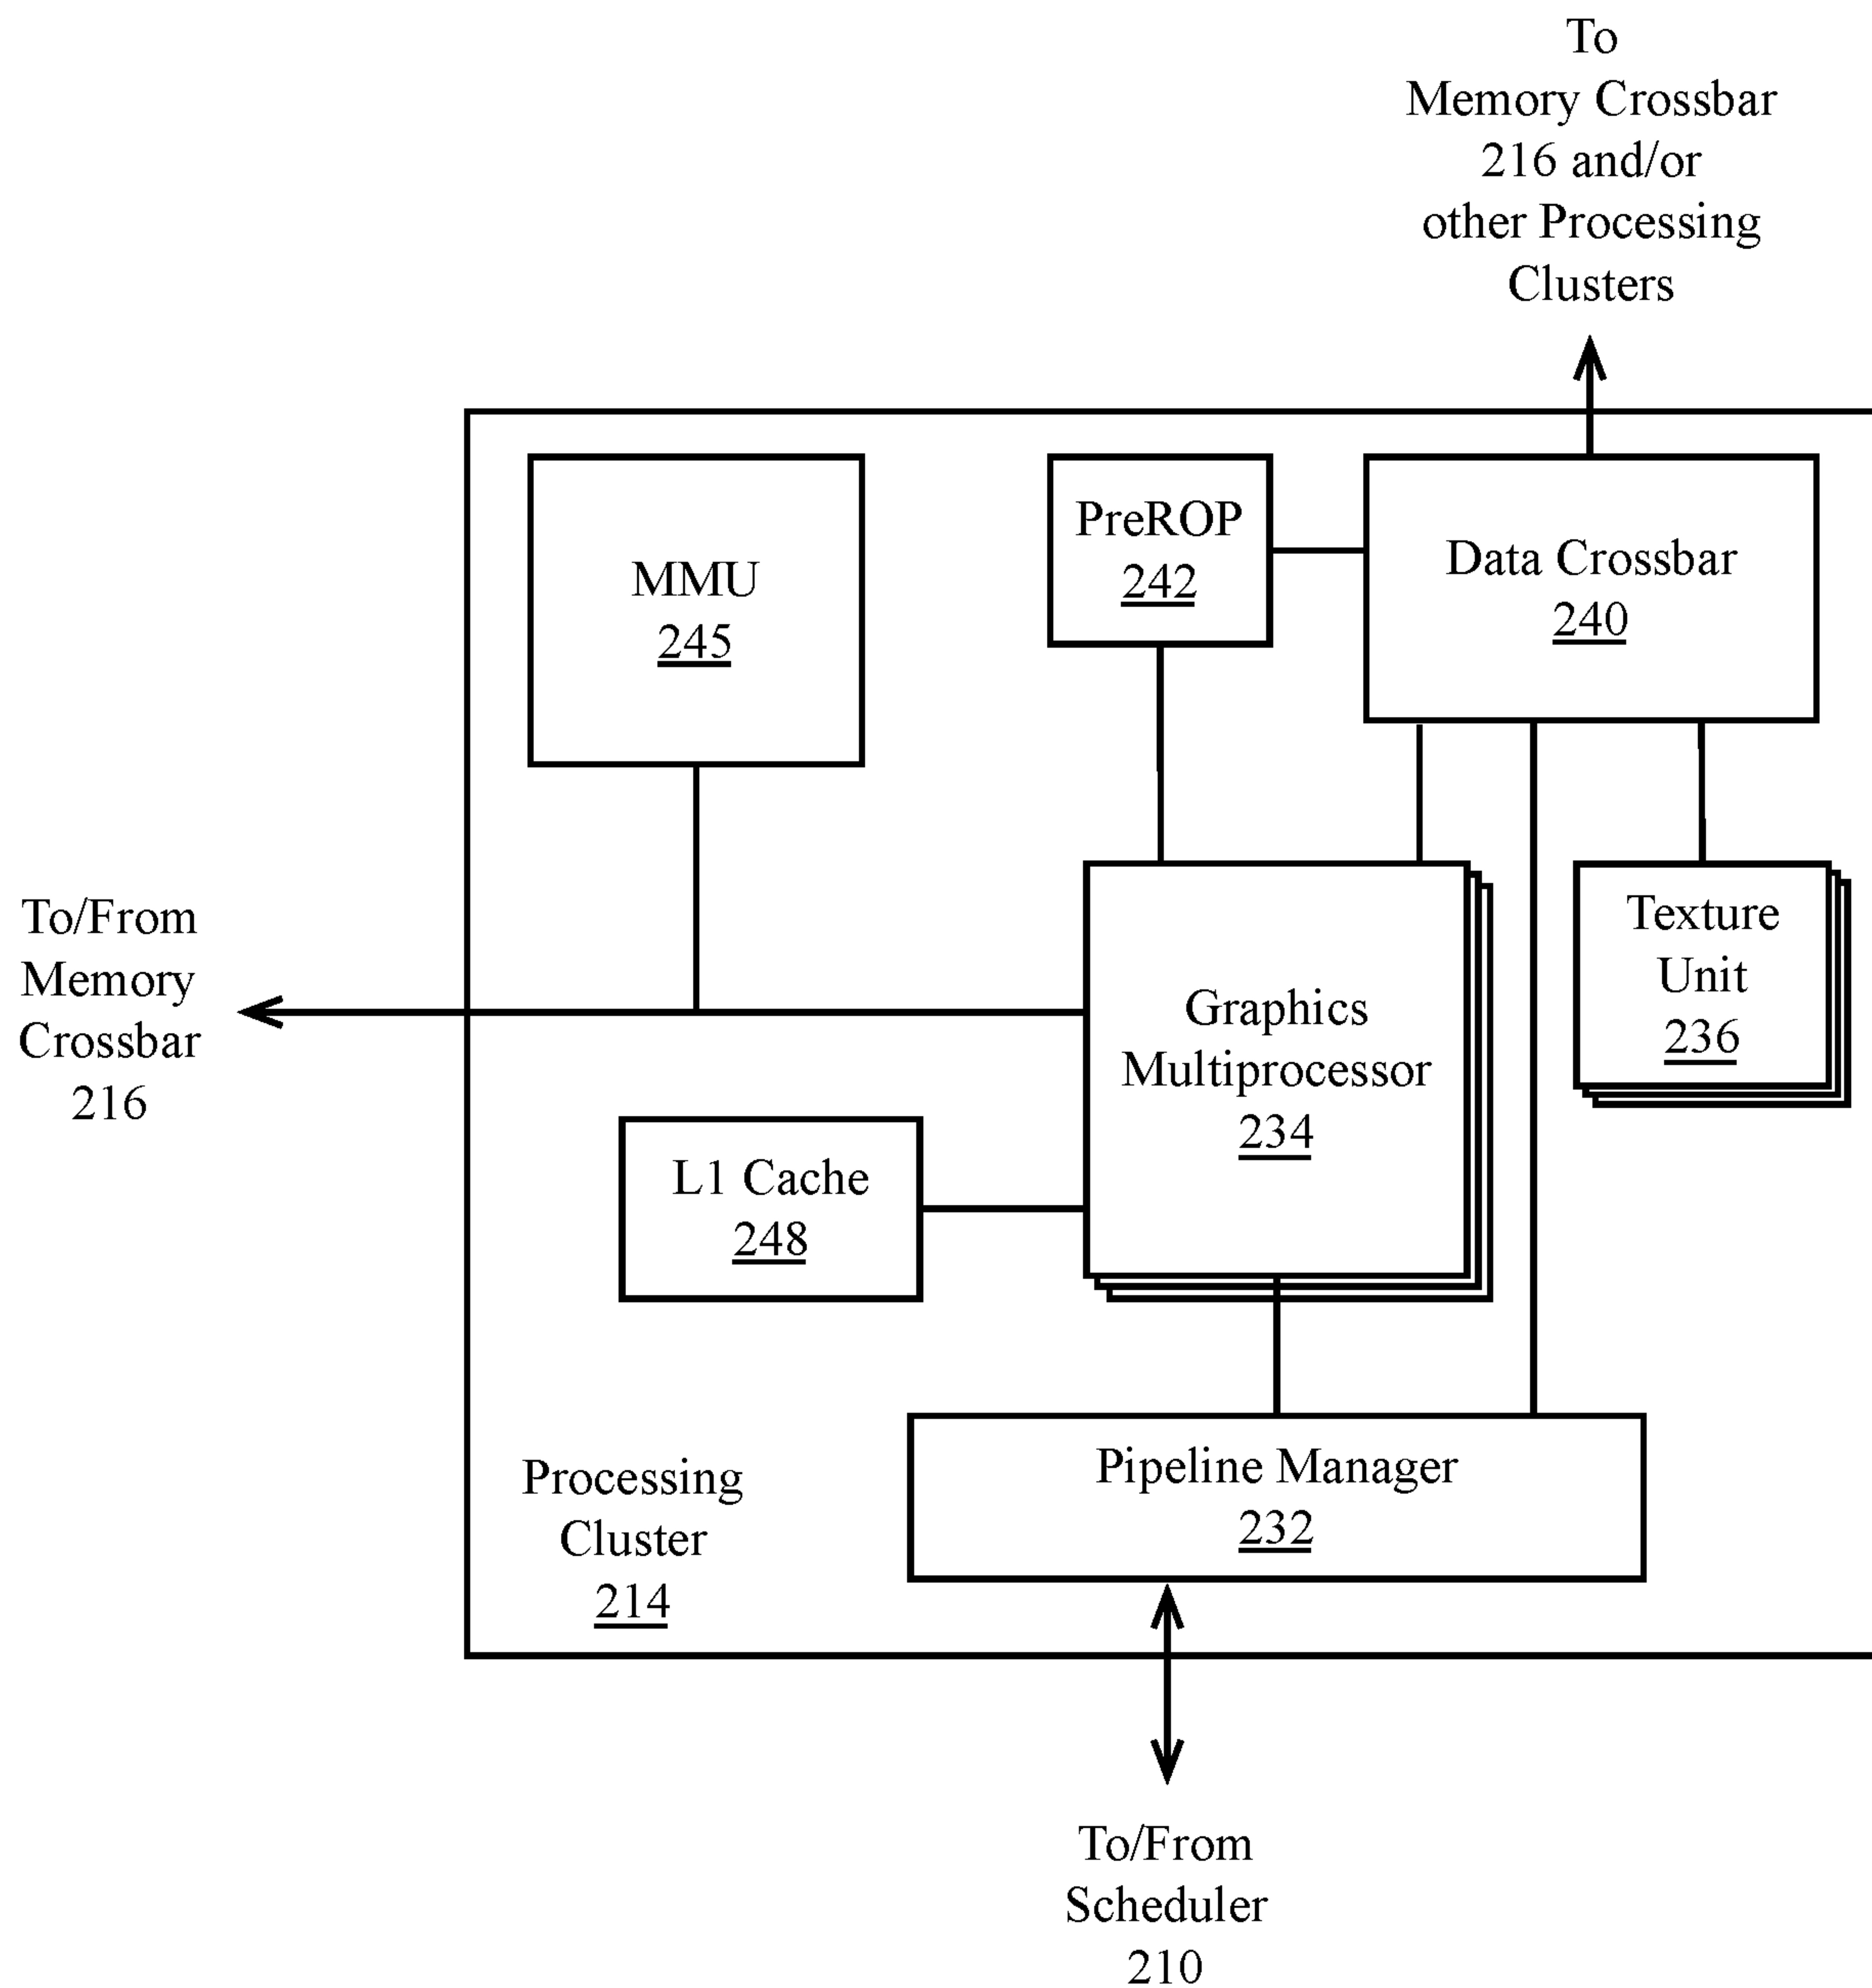 To
Memory Crossbar
216 and/or
other Processing
Clusters
MMU
245
PreROP
242
Data Crossbar
240
To/From
Memory
Crossbar
216
Graphics
Multiprocessor
234
Texture
Unit
236
L1 Cache
248
Processing
Cluster
214
Pipeline Manager
232
To/From
Scheduler
210